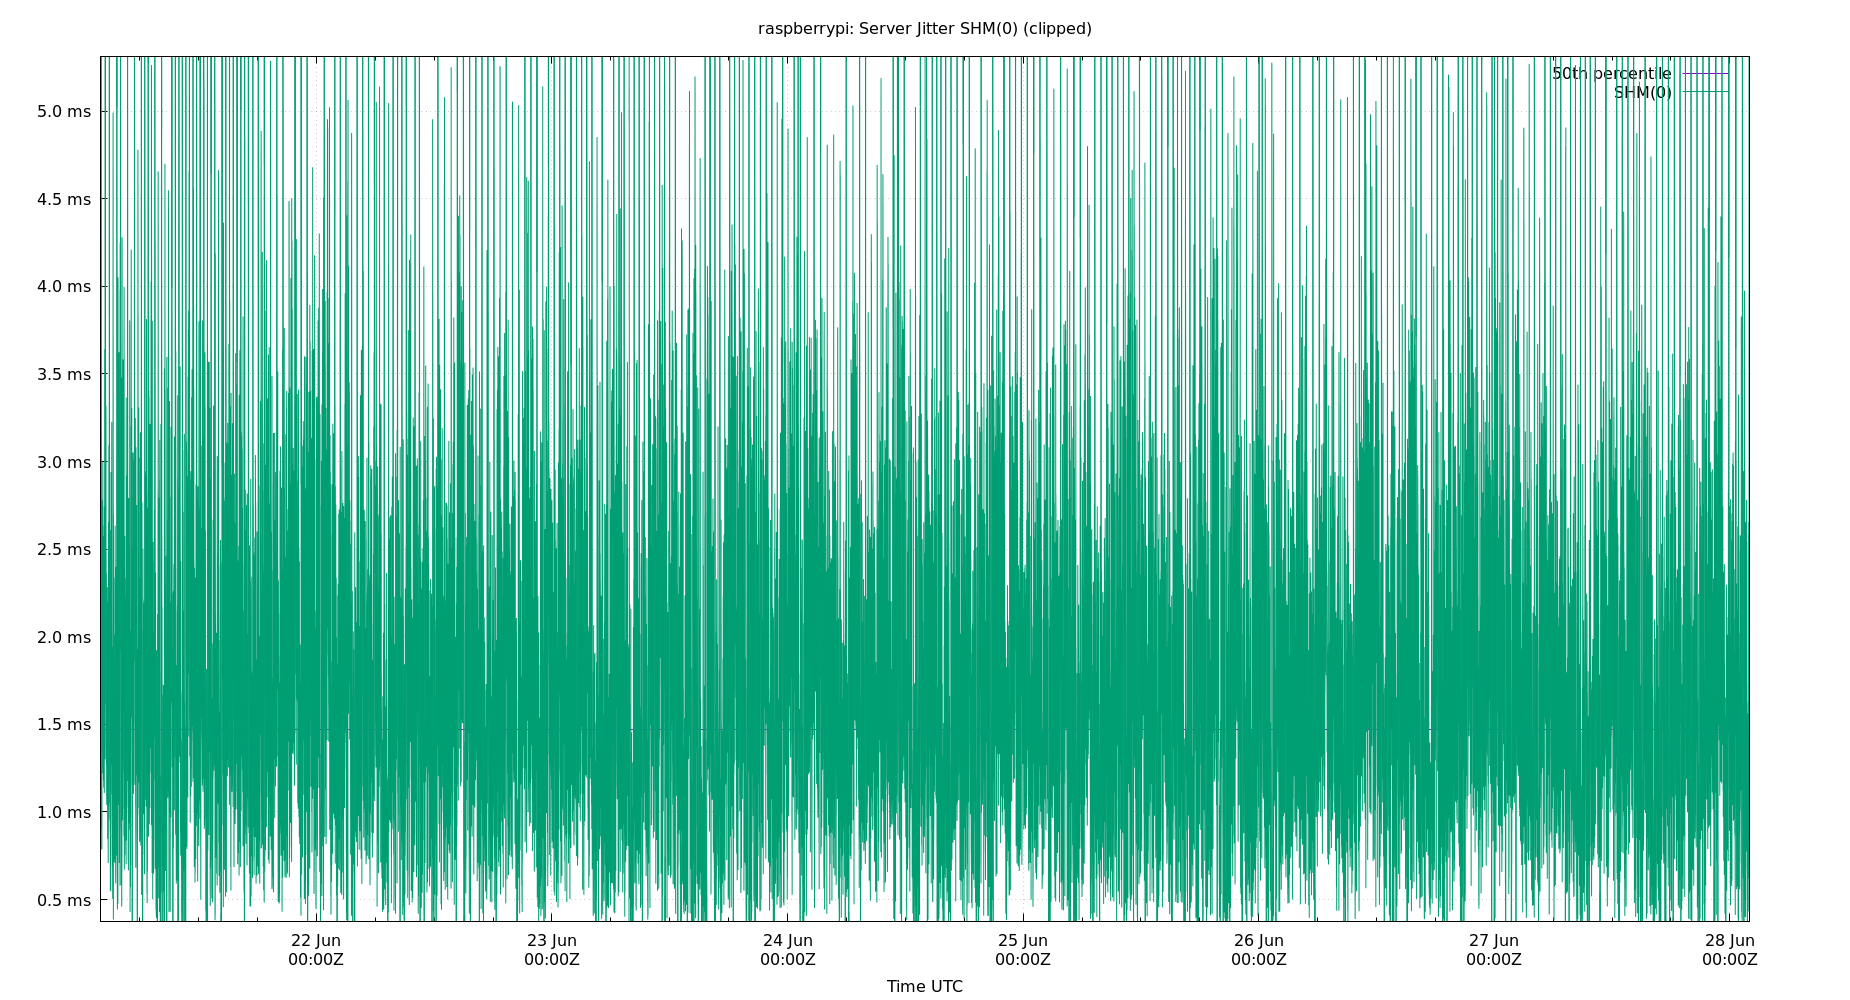 raspberrypi: Server Jitter SHM(0) (clipped)
50th percentile
SHM(0)
5.0 ms
4.5 ms
4.0 ms
3.5 ms
3.0 ms
2.5 ms
2.0 ms
1.5 ms
1.0 ms
0.5 ms
22 Jun 23 Jun 24 Jun 25 Jun 26 Jun 27 Jun 28 Jun
00:00Z 00:00Z 00:00Z 00:00Z 00:00Z 00:00Z 00:00Z
Time UTC